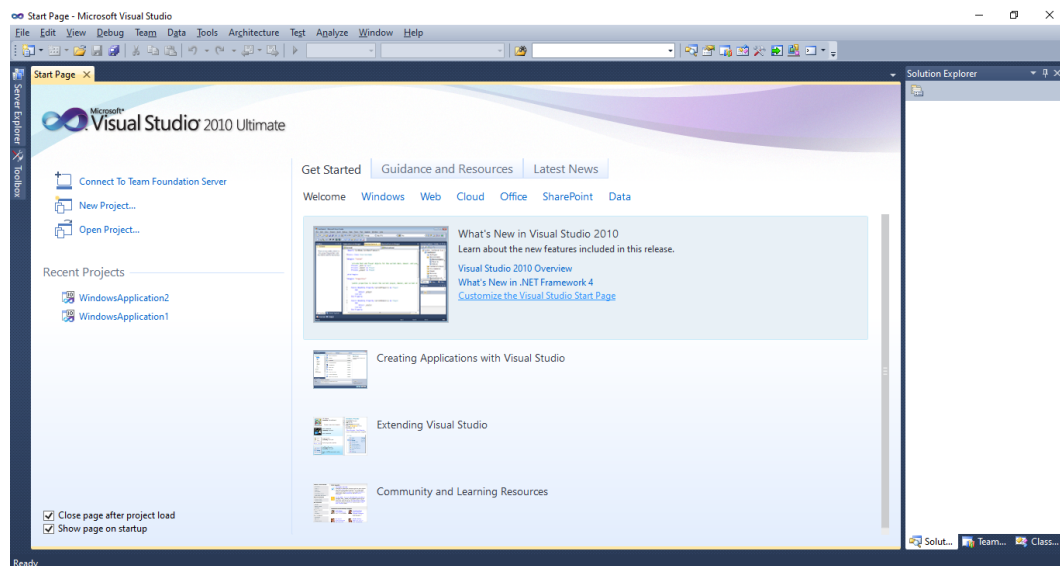 Start Page - Microsoft Visual Studio
File Edit View Debug Team Data Tools Architecture Test Analyze Window Help
Server Explorer
Toolbox
Start Page
Microsoft
Visual Studio 2010 Ultimate
Connect To Team Foundation Server
New Project...
Open Project...
Recent Projects
WindowsApplication2
WindowsApplication1
Close page after project load
Show page on startup
Get Started Guidance and Resources Latest News
Welcome Windows Web Cloud Office SharePoint Data
What's New in Visual Studio 2010
Learn about the new features included in this release.
Visual Studio 2010 Overview
What's New in .NET Framework 4
Customize the Visual Studio Start Page
Creating Applications with Visual Studio
Extending Visual Studio
Community and Learning Resources
Solution Explorer
Solut... Team... Class...
Ready